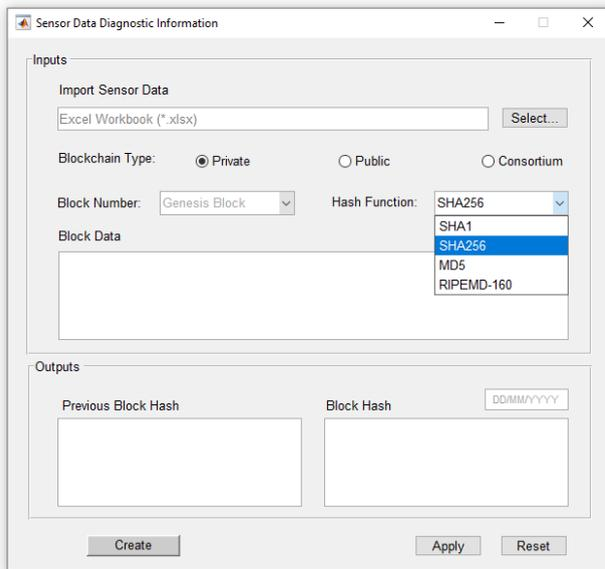 Sensor Data Diagnostic Information
Inputs
Import Sensor Data
Excel Workbook (*.xlsx)
Select...
Blockchain Type:
Private
Public
Consortium
Block Number:
Genesis Block
Hash Function:
SHA256
SHA1
SHA256
MD5
RIPEMD-160
Block Data
Outputs
Previous Block Hash
Block Hash
DD/MM/YYYY
Create
Apply
Reset